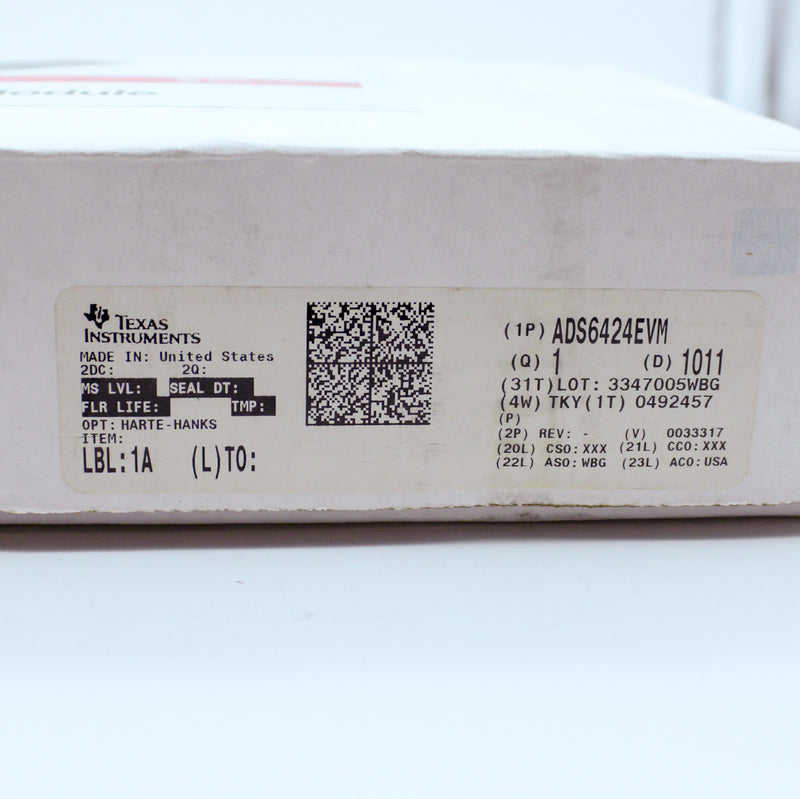 Module
TEXAS
INSTRUMENTS
MADE IN: United States
2DC: 2Q:
MS LVL: SEAL DT:
FLR LIFE: TMP:
OPT: HARTE-HANKS
ITEM:
LBL: 1A (L)TO:
(1P) ADS6424EVM
(Q) 1 (D) 1011
(31T)LOT: 3347005WBG
(4W) TKY(1T) 0492457
(P)
(2P) REV: - (V) 0033317
(20L) CSO: XXX (21L) CCO: XXX
(22L) ASO: WBG (23L) ACO: USA